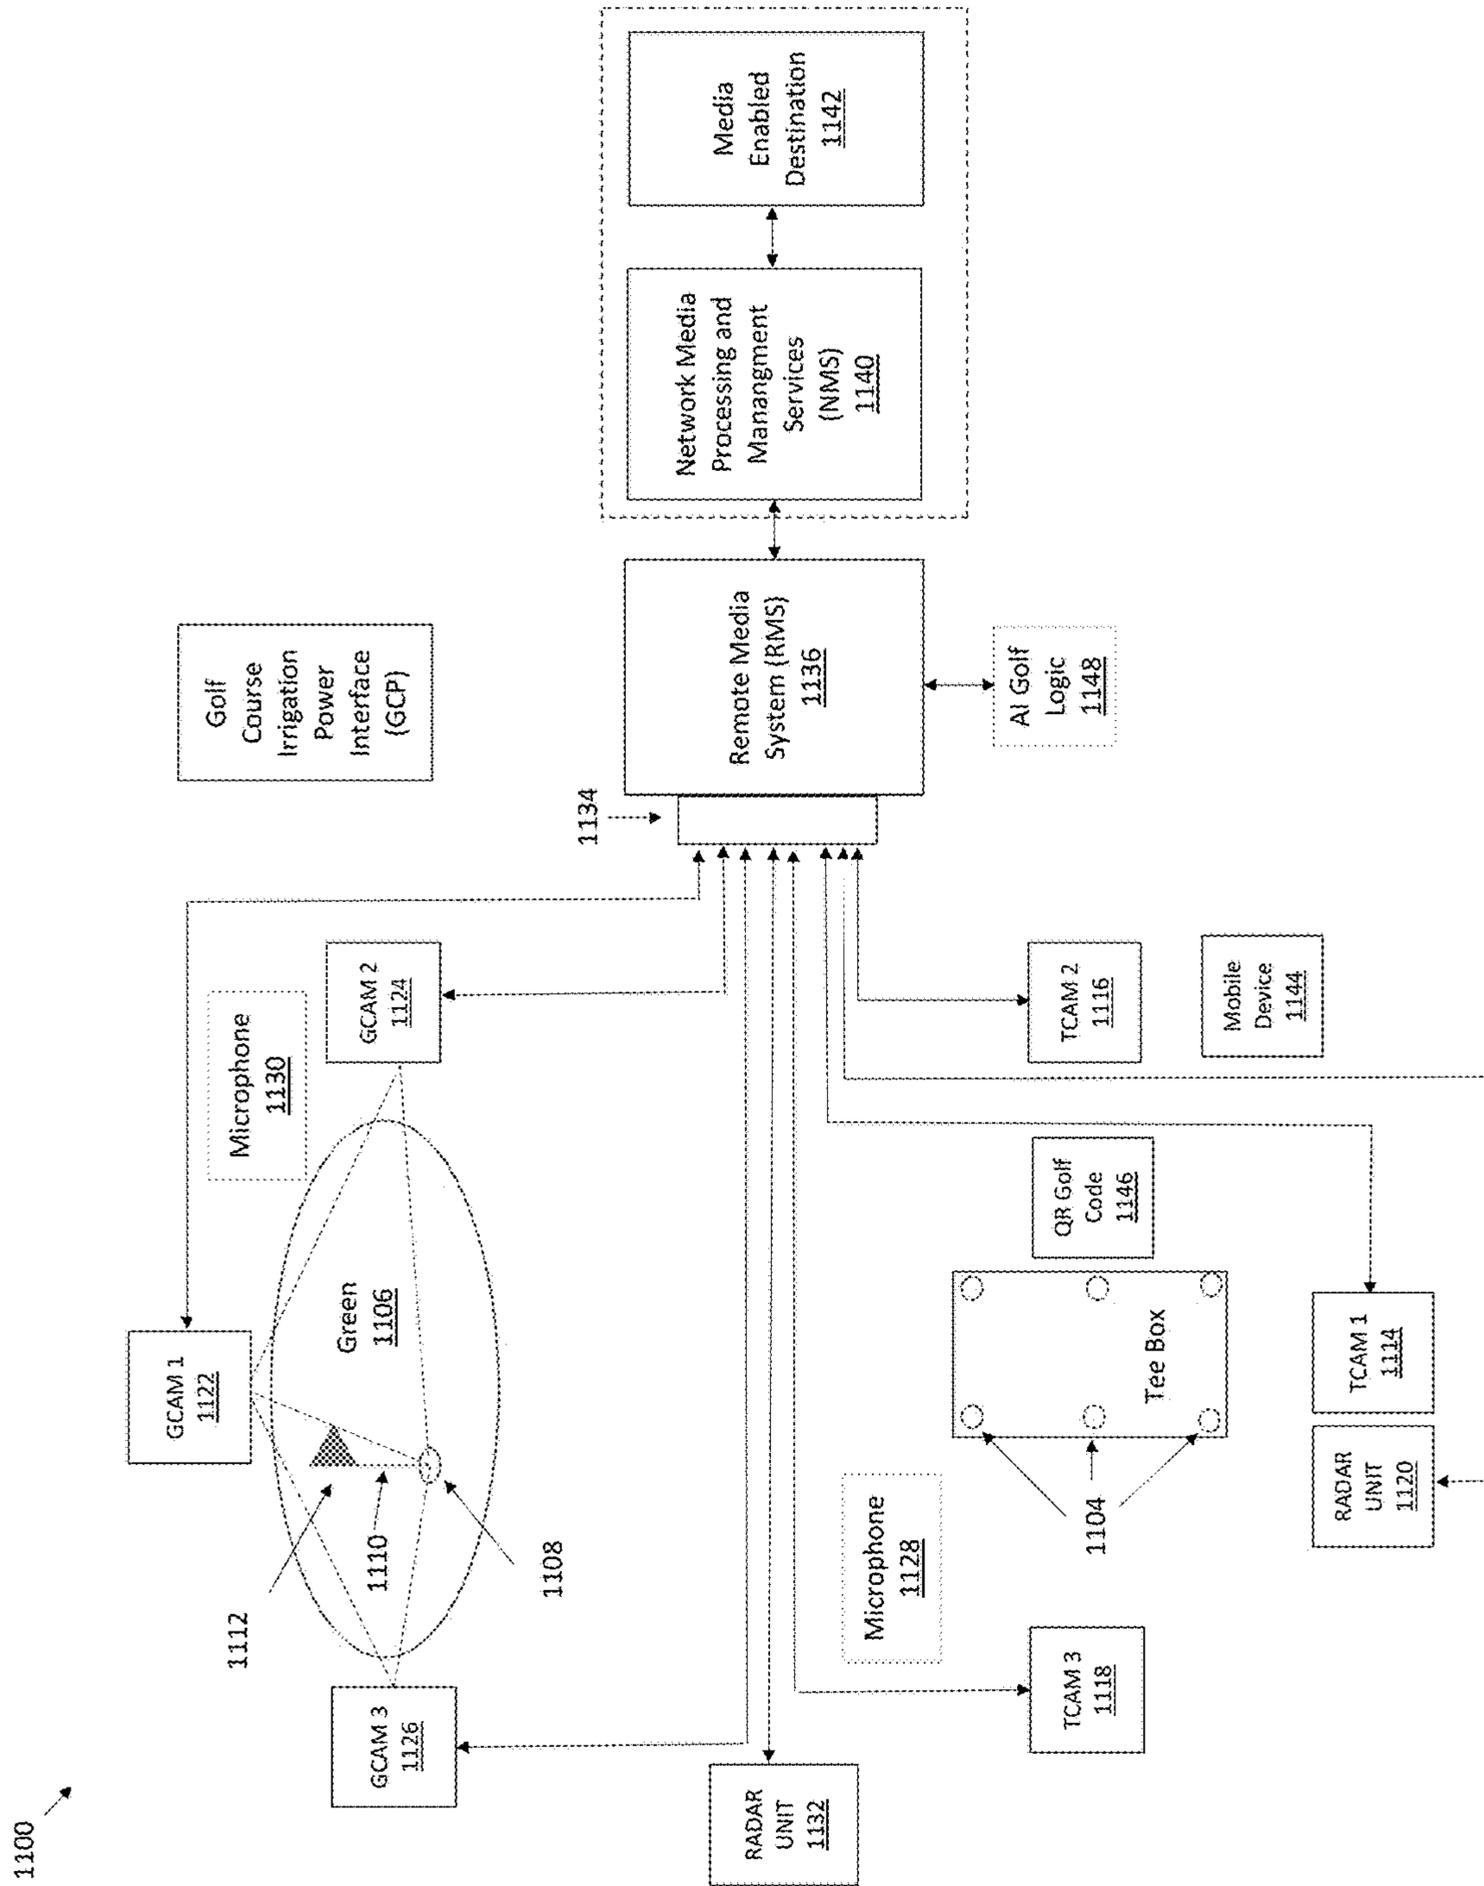 1100
GCAM 3
1126
1112
1110
1108
GCAM 1
1122
Green
1106
Microphone
1130
GCAM 2
1124
Golf
Course
Irrigation
Power
Interface
(GCP)
RADAR
UNIT
1132
1134
Remote Media
System (RMS)
1136
Network Media
Processing and
Manangment
Services
(NMS)
1140
Media
Enabled
Destination
1142
AI Golf
Logic
1148
TCAM 3
1118
Microphone
1128
1104
Tee Box
QR Golf
Code
1146
TCAM 2
1116
Mobile
Device
1144
RADAR
UNIT
1120
TCAM 1
1114